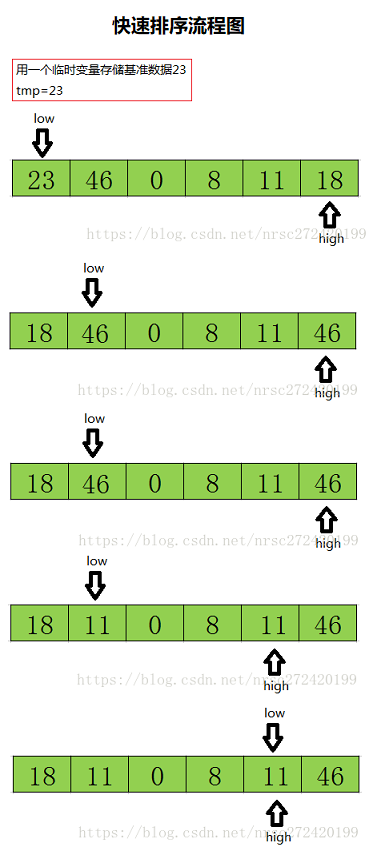 快速排序流程图
用一个临时变量存储基准数据23
tmp=23
low
23 46 0 8 11 18
https://blog.csdn.net/nrsc272420199
high
low
18 46 0 8 11 46
https://blog.csdn.net/nrsc272420199
high
low
18 46 0 8 11 46
https://blog.csdn.net/nrsc272420199
high
low
18 11 0 8 11 46
https://blog.csdn.net/nrsc272420199
high
low
18 11 0 8 11 46
https://blog.csdn.net/nrsc272420199
high